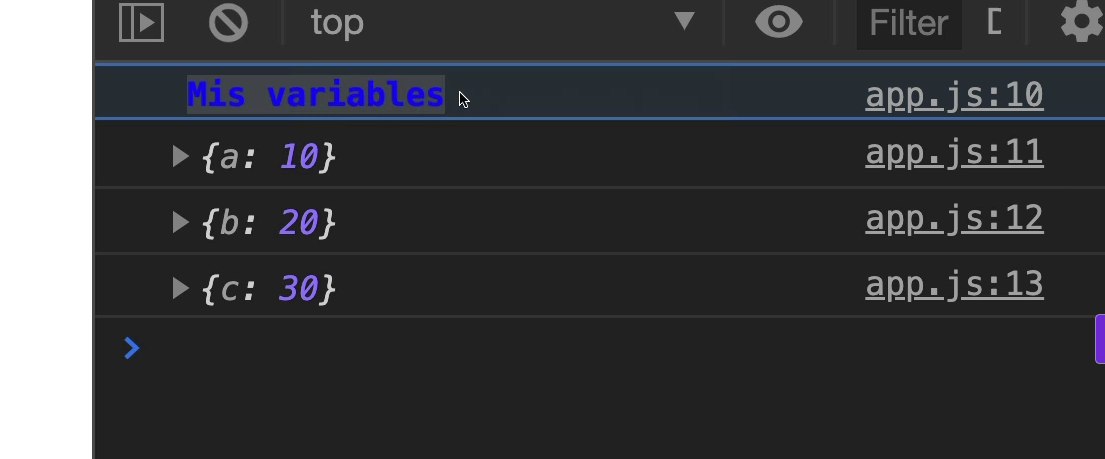 top Filter
Mis variables app.js:10
{a: 10} app.js:11
{b: 20} app.js:12
{c: 30} app.js:13